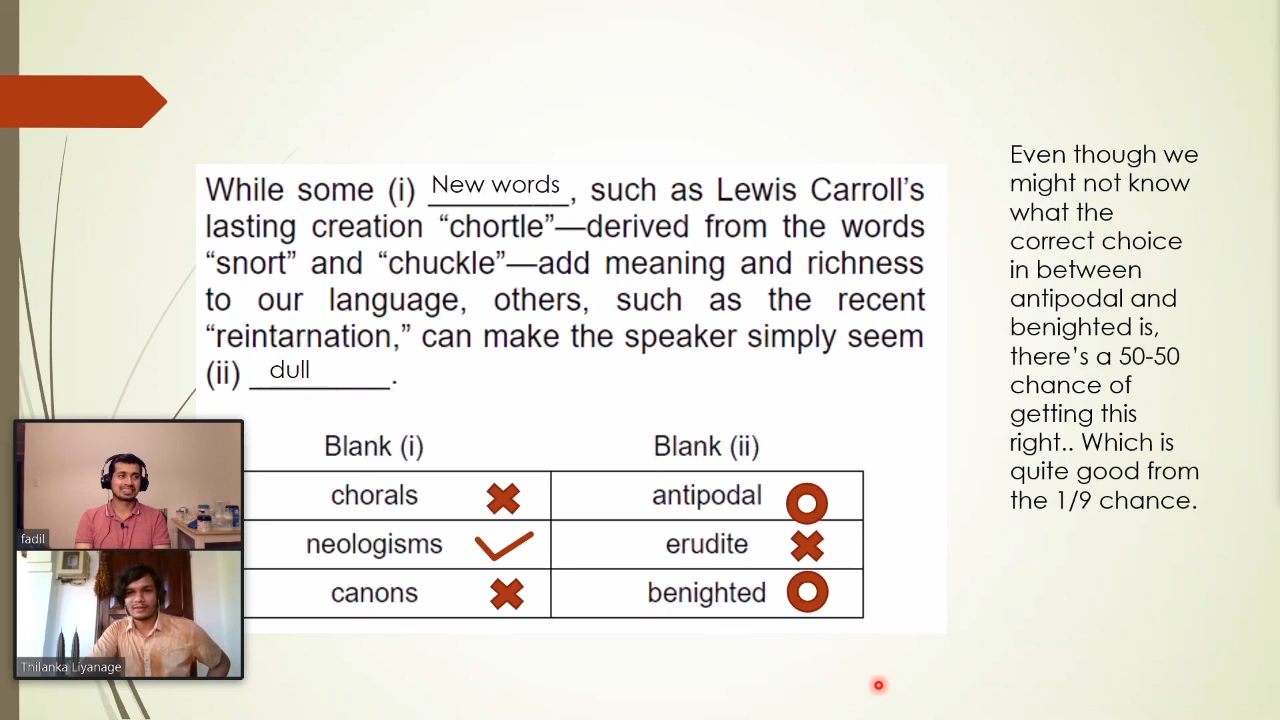 While some (i) New words, such as Lewis Carroll’s
lasting creation “chortle”—derived from the words
“snort” and “chuckle”—add meaning and richness
to our language, others, such as the recent
“reintarnation,” can make the speaker simply seem
(ii) dull.
Blank (i) Blank (ii)
chorals antipodal
neologisms erudite
canons benighted
Even though we
might not know
what the
correct choice
in between
antipodal and
benighted is,
there’s a 50-50
chance of
getting this
right.. Which is
quite good from
the 1/9 chance.
fadil
Thilanka Liyanage